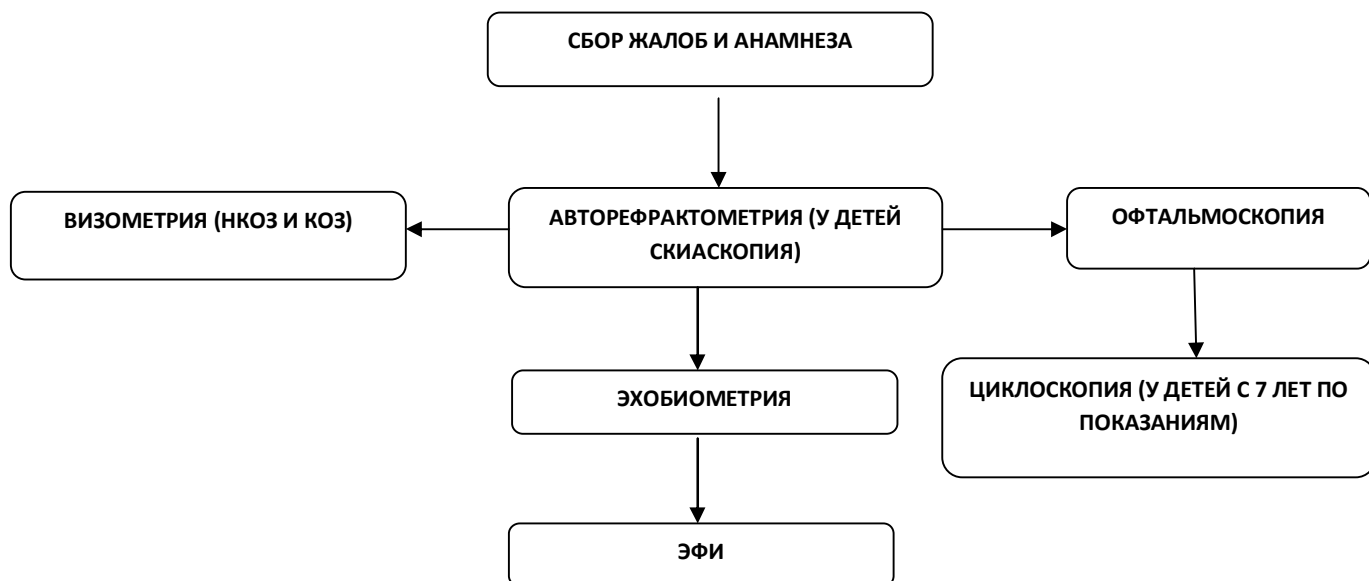 СБОР ЖАЛОБ И АНАМНЕЗА
ВИЗОМЕТРИЯ (НКОЗ И КОЗ)
АВТОРЕФРАКТОМЕТРИЯ (У ДЕТЕЙ
СКИАСКОПИЯ)
ОФТАЛЬМОСКОПИЯ
ЭХОБИОМЕТРИЯ
ЦИКЛОСКОПИЯ (У ДЕТЕЙ С 7 ЛЕТ ПО
ПОКАЗАНИЯМ)
ЭФИ